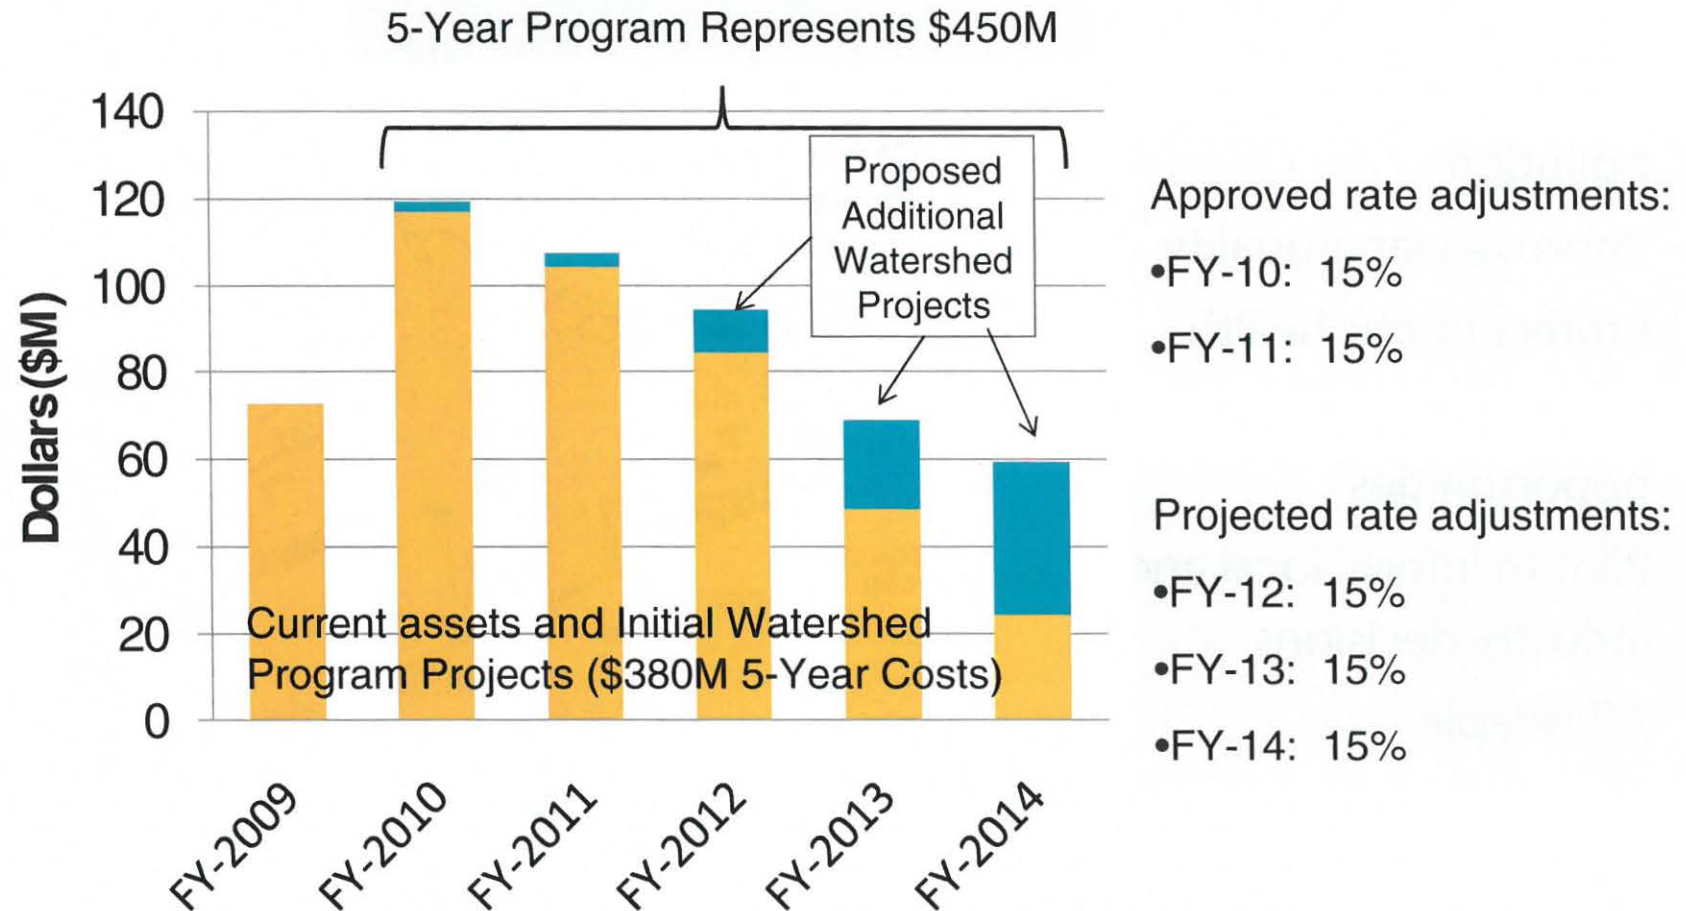 5-Year Program Represents $450M
140
120
100
80
60
40
20
0
Dollars($M)
Proposed
Additional
Watershed
Projects
Current assets and Initial Watershed
Program Projects ($380M 5-Year Costs)
FY-2009
FY-2010
FY-2011
FY-2012
FY-2013
FY-2014
Approved rate adjustments:
•FY-10: 15%
•FY-11: 15%
Projected rate adjustments:
•FY-12: 15%
•FY-13: 15%
•FY-14: 15%